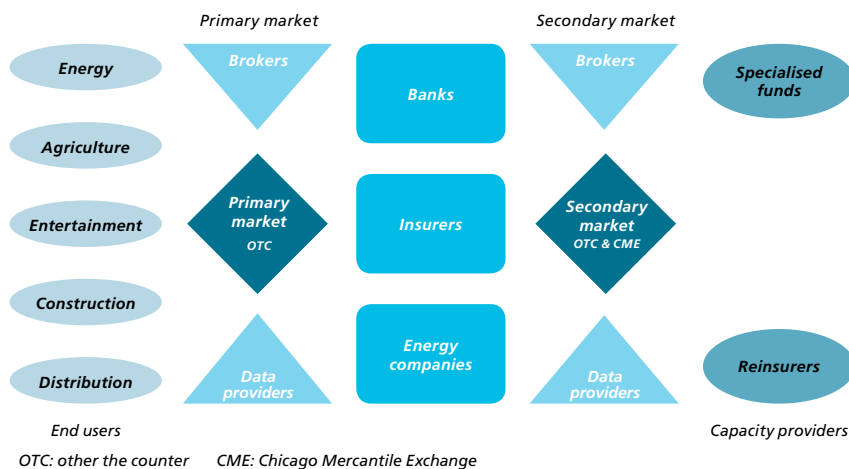 Primary market
Secondary market
Energy
Agriculture
Entertainment
Construction
Distribution
End users
Brokers
Primary
market
OTC
Data
providers
Banks
Insurers
Energy
companies
Brokers
Secondary
market
OTC & CME
Data
providers
Specialised
funds
Reinsurers
Capacity providers
OTC: other the counter CME: Chicago Mercantile Exchange